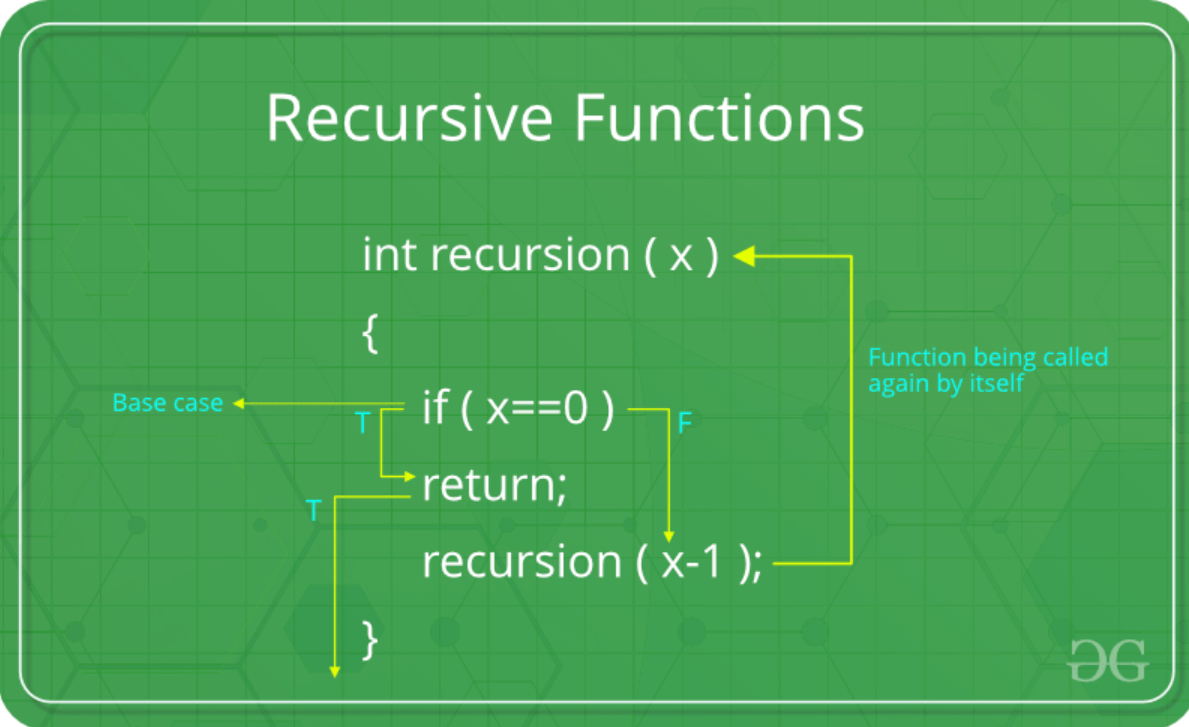 Recursive Functions
int recursion ( x )
{
Function being called
again by itself
Base case
if ( x==0 )
T
F
return;
T
recursion ( x-1 );
}
GG